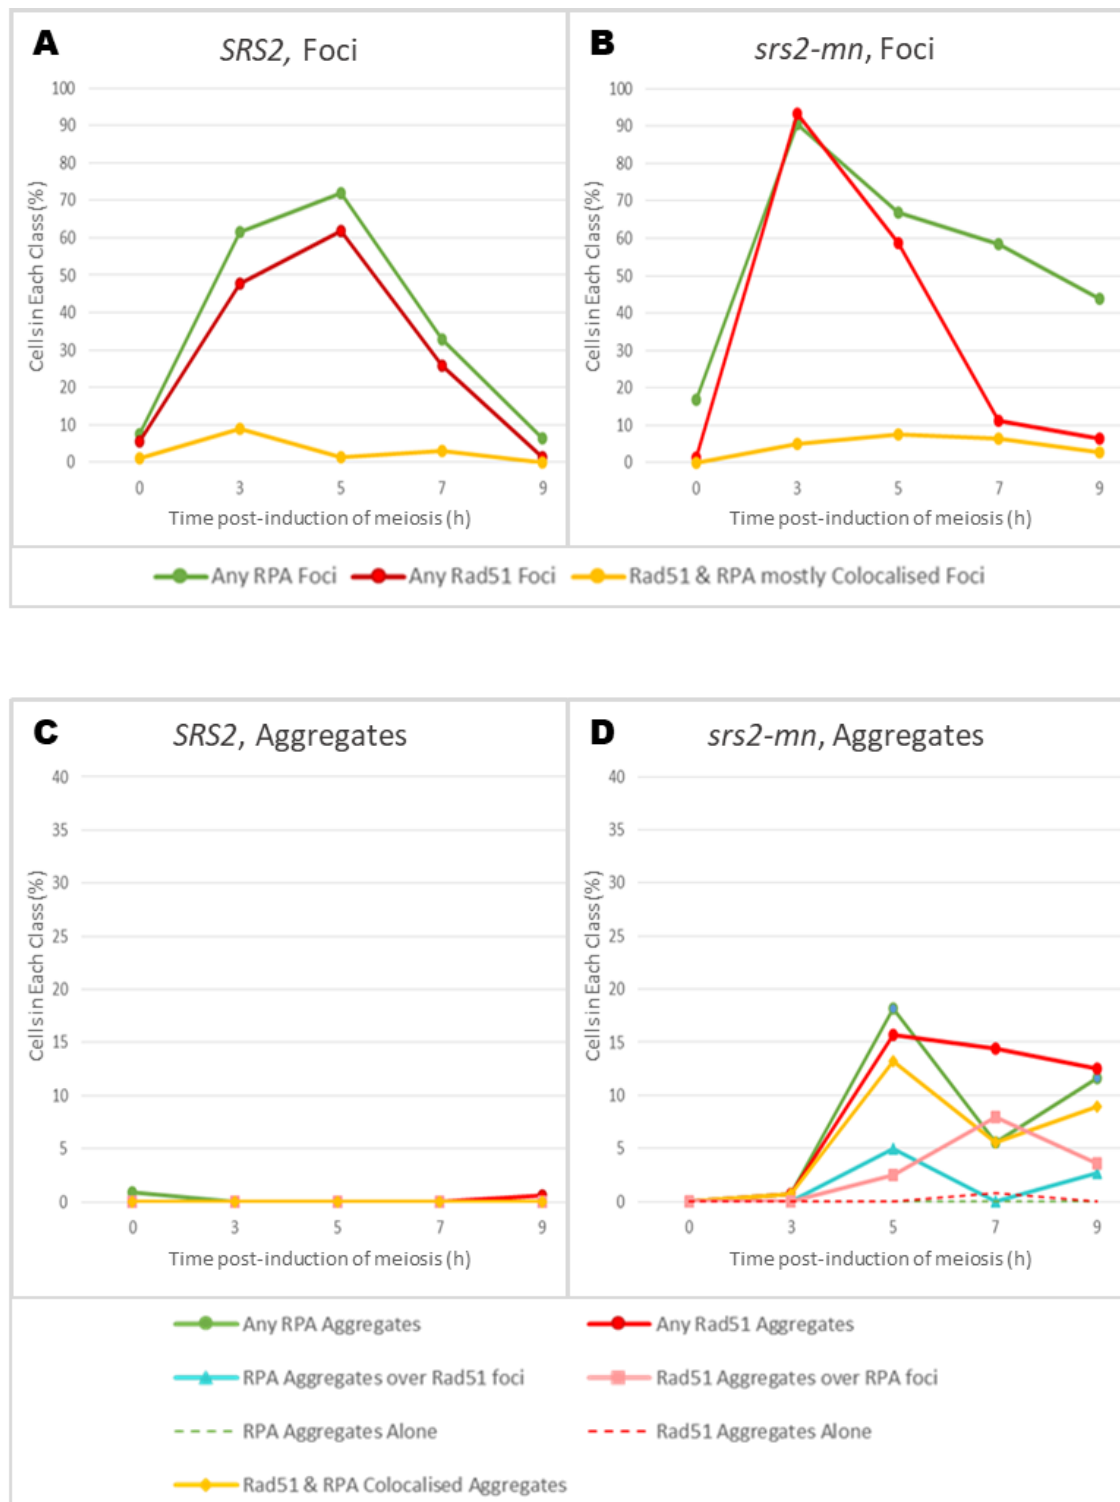 A
SRS2, Foci
B
srs2-mn, Foci
Cells in Each Class (%)
100
90
80
70
60
50
40
30
20
10
0
0 3 5 7 9
Time post-induction of meiosis (h)
Cells in Each Class (%)
100
90
80
70
60
50
40
30
20
10
0
0 3 5 7 9
Time post-induction of meiosis (h)
Any RPA Foci Any Rad51 Foci Rad51 & RPA mostly Colocalised Foci
C
SRS2, Aggregates
D
srs2-mn, Aggregates
Cells in Each Class (%)
40
35
30
25
20
15
10
5
0
0 3 5 7 9
Time post-induction of meiosis (h)
Cells in Each Class (%)
40
35
30
25
20
15
10
5
0
0 3 5 7 9
Time post-induction of meiosis (h)
Any RPA Aggregates Any Rad51 Aggregates
RPA Aggregates over Rad51 foci Rad51 Aggregates over RPA foci
RPA Aggregates Alone Rad51 Aggregates Alone
Rad51 & RPA Colocalised Aggregates